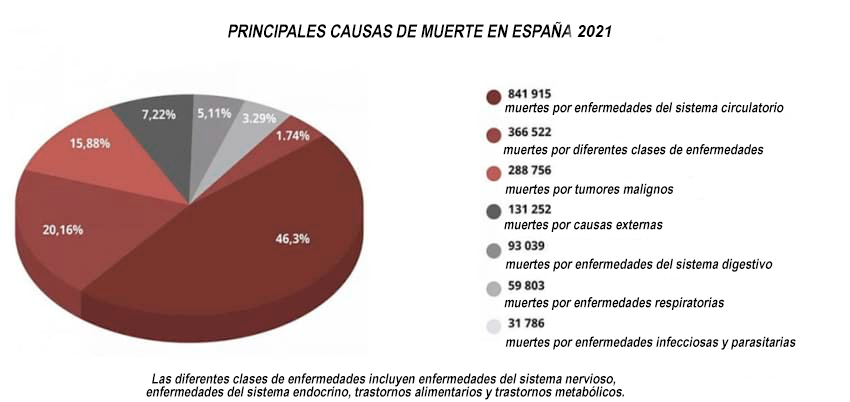 PRINCIPALES CAUSAS DE MUERTE EN ESPAÑA 2021
7,22%
5,11%
3.29%
1.74%
15,88%
20,16%
46,3%
841 915
muertes por enfermedades del sistema circulatorio
366 522
muertes por diferentes clases de enfermedades
288 756
muertes por tumores malignos
131 252
muertes por causas externas
93 039
muertes por enfermedades del sistema digestivo
59 803
muertes por enfermedades respiratorias
31 786
muertes por enfermedades infecciosas y parasitarias
Las diferentes clases de enfermedades incluyen enfermedades del sistema nervioso,
enfermedades del sistema endocrino, trastornos alimentarios y trastornos metabólicos.